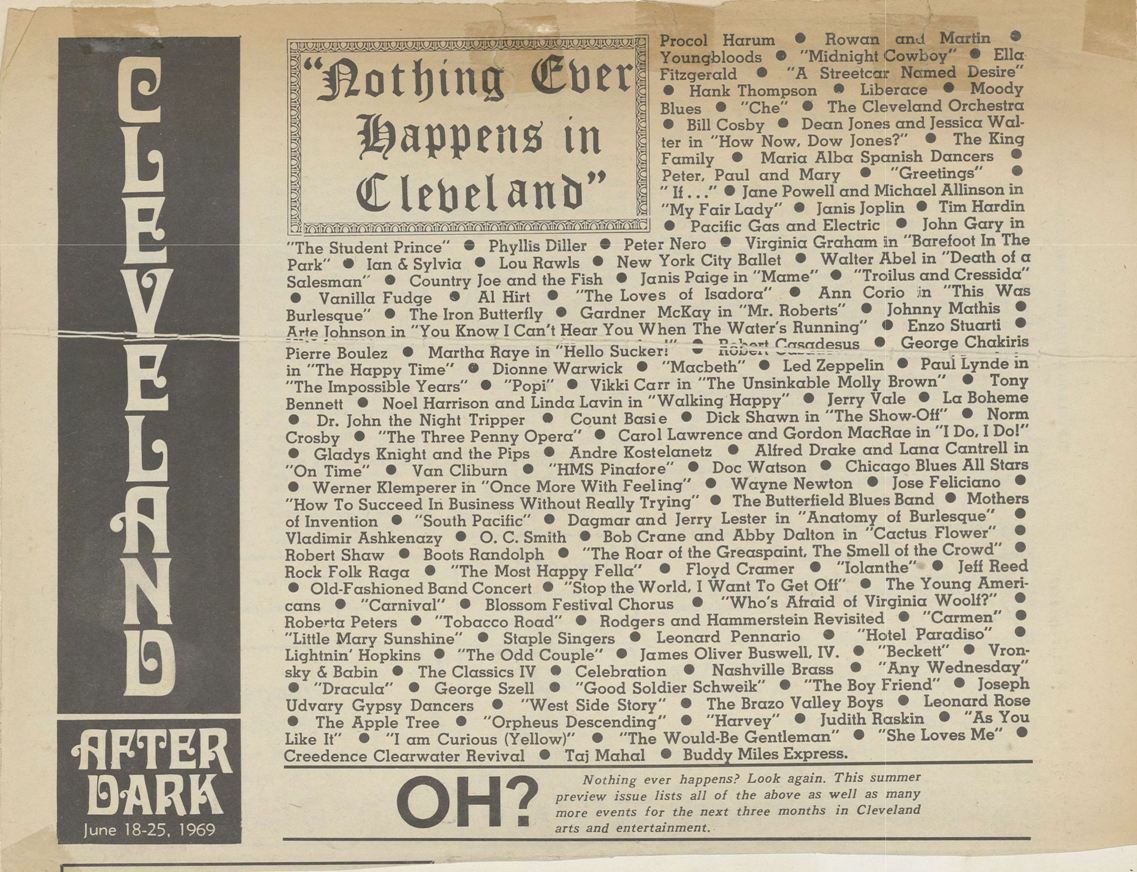 CLEVELAND
AFTER
DARK
June 18-25, 1969
"Nothing Ever
Happens in
Cleveland"
Procol Harum ● Rowan and Martin ●
Youngbloods ● "Midnight Cowboy" ● Ella
Fitzgerald ● "A Streetcar Named Desire"
● Hank Thompson ● Liberace ● Moody
Blues ● "Che" ● The Cleveland Orchestra
● Bill Cosby ● Dean Jones and Jessica Wal-
ter in "How Now, Dow Jones?" ● The King
Family ● Maria Alba Spanish Dancers ●
Peter, Paul and Mary ● "Greetings" ●
"If..." ● Jane Powell and Michael Allinson in
"My Fair Lady" ● Janis Joplin ● Tim Hardin
● Pacific Gas and Electric ● John Gary in
"The Student Prince" ● Phyllis Diller ● Peter Nero ● Virginia Graham in "Barefoot In The
Park" ● Ian & Sylvia ● Lou Rawls ● New York City Ballet ● Walter Abel in "Death of a
Salesman" ● Country Joe and the Fish ● Janis Paige in "Mame" ● "Troilus and Cressida"
● Vanilla Fudge ● Al Hirt ● "The Loves of Isadora" ● Ann Corio in "This Was
Burlesque" ● The Iron Butterfly ● Gardner McKay in "Mr. Roberts" ● Johnny Mathis ●
Arte Johnson in "You Know I Can't Hear You When The Water's Running" ● Enzo Stuarti ●
Pierre Boulez ● Martha Raye in "Hello Sucker!" ● Robert Casadesus ● George Chakiris
in "The Happy Time" ● Dionne Warwick ● "Macbeth" ● Led Zeppelin ● Paul Lynde in
"The Impossible Years" ● "Popi" ● Vikki Carr in "The Unsinkable Molly Brown" ● Tony
Bennett ● Noel Harrison and Linda Lavin in "Walking Happy" ● Jerry Vale ● La Boheme
● Dr. John the Night Tripper ● Count Basie ● Dick Shawn in "The Show-Off" ● Norm
Crosby ● "The Three Penny Opera" ● Carol Lawrence and Gordon MacRae in "I Do, I Do!"
● Gladys Knight and the Pips ● Andre Kostelanetz ● Alfred Drake and Lana Cantrell in
"On Time" ● Van Cliburn ● "HMS Pinafore" ● Doc Watson ● Chicago Blues All Stars
● Werner Klemperer in "Once More With Feeling" ● Wayne Newton ● Jose Feliciano ●
"How To Succeed In Business Without Really Trying" ● The Butterfield Blues Band ● Mothers
of Invention ● "South Pacific" ● Dagmar and Jerry Lester in "Anatomy of Burlesque" ●
Vladimir Ashkenazy ● O. C. Smith ● Bob Crane and Abby Dalton in "Cactus Flower" ●
Robert Shaw ● Boots Randolph ● "The Roar of the Greaspaint, The Smell of the Crowd" ●
Rock Folk Raga ● "The Most Happy Fella" ● Floyd Cramer ● "Iolanthe" ● Jeff Reed
● Old-Fashioned Band Concert ● "Stop the World, I Want To Get Off" ● The Young Ameri-
cans ● "Carnival" ● Blossom Festival Chorus ● "Who's Afraid of Virginia Woolf?" ●
Roberta Peters ● "Tobacco Road" ● Rodgers and Hammerstein Revisited ● "Carmen" ●
"Little Mary Sunshine" ● Staple Singers ● Leonard Pennario ● "Hotel Paradiso" ●
Lightnin' Hopkins ● "The Odd Couple" ● James Oliver Buswell, IV. ● "Beckett" ● Vron-
sky & Babin ● The Classics IV ● Celebration ● Nashville Brass ● "Any Wednesday"
● "Dracula" ● George Szell ● "Good Soldier Schweik" ● "The Boy Friend" ● Joseph
Udvary Gypsy Dancers ● "West Side Story" ● The Brazo Valley Boys ● Leonard Rose
● The Apple Tree ● "Orpheus Descending" ● "Harvey" ● Judith Raskin ● "As You
Like It" ● "I am Curious (Yellow)" ● "The Would-Be Gentleman" ● "She Loves Me" ●
Creedence Clearwater Revival ● Taj Mahal ● Buddy Miles Express.
OH?
Nothing ever happens? Look again. This summer
preview issue lists all of the above as well as many
more events for the next three months in Cleveland
arts and entertainment.